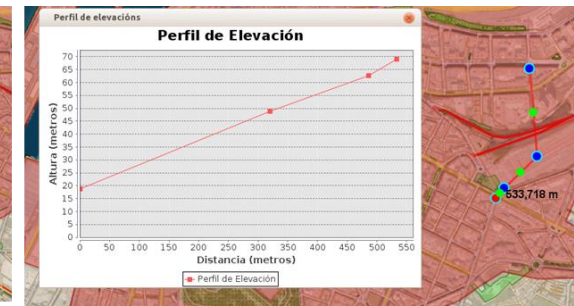 Perfil de elevacións
Perfil de Elevación
70
65
60
55
50
45
40
35
30
25
20
15
10
5
0
Altura (metros)
0 50 100 150 200 250 300 350 400 450 500 550
Distancia (metros)
Perfil de Elevación
533,718 m